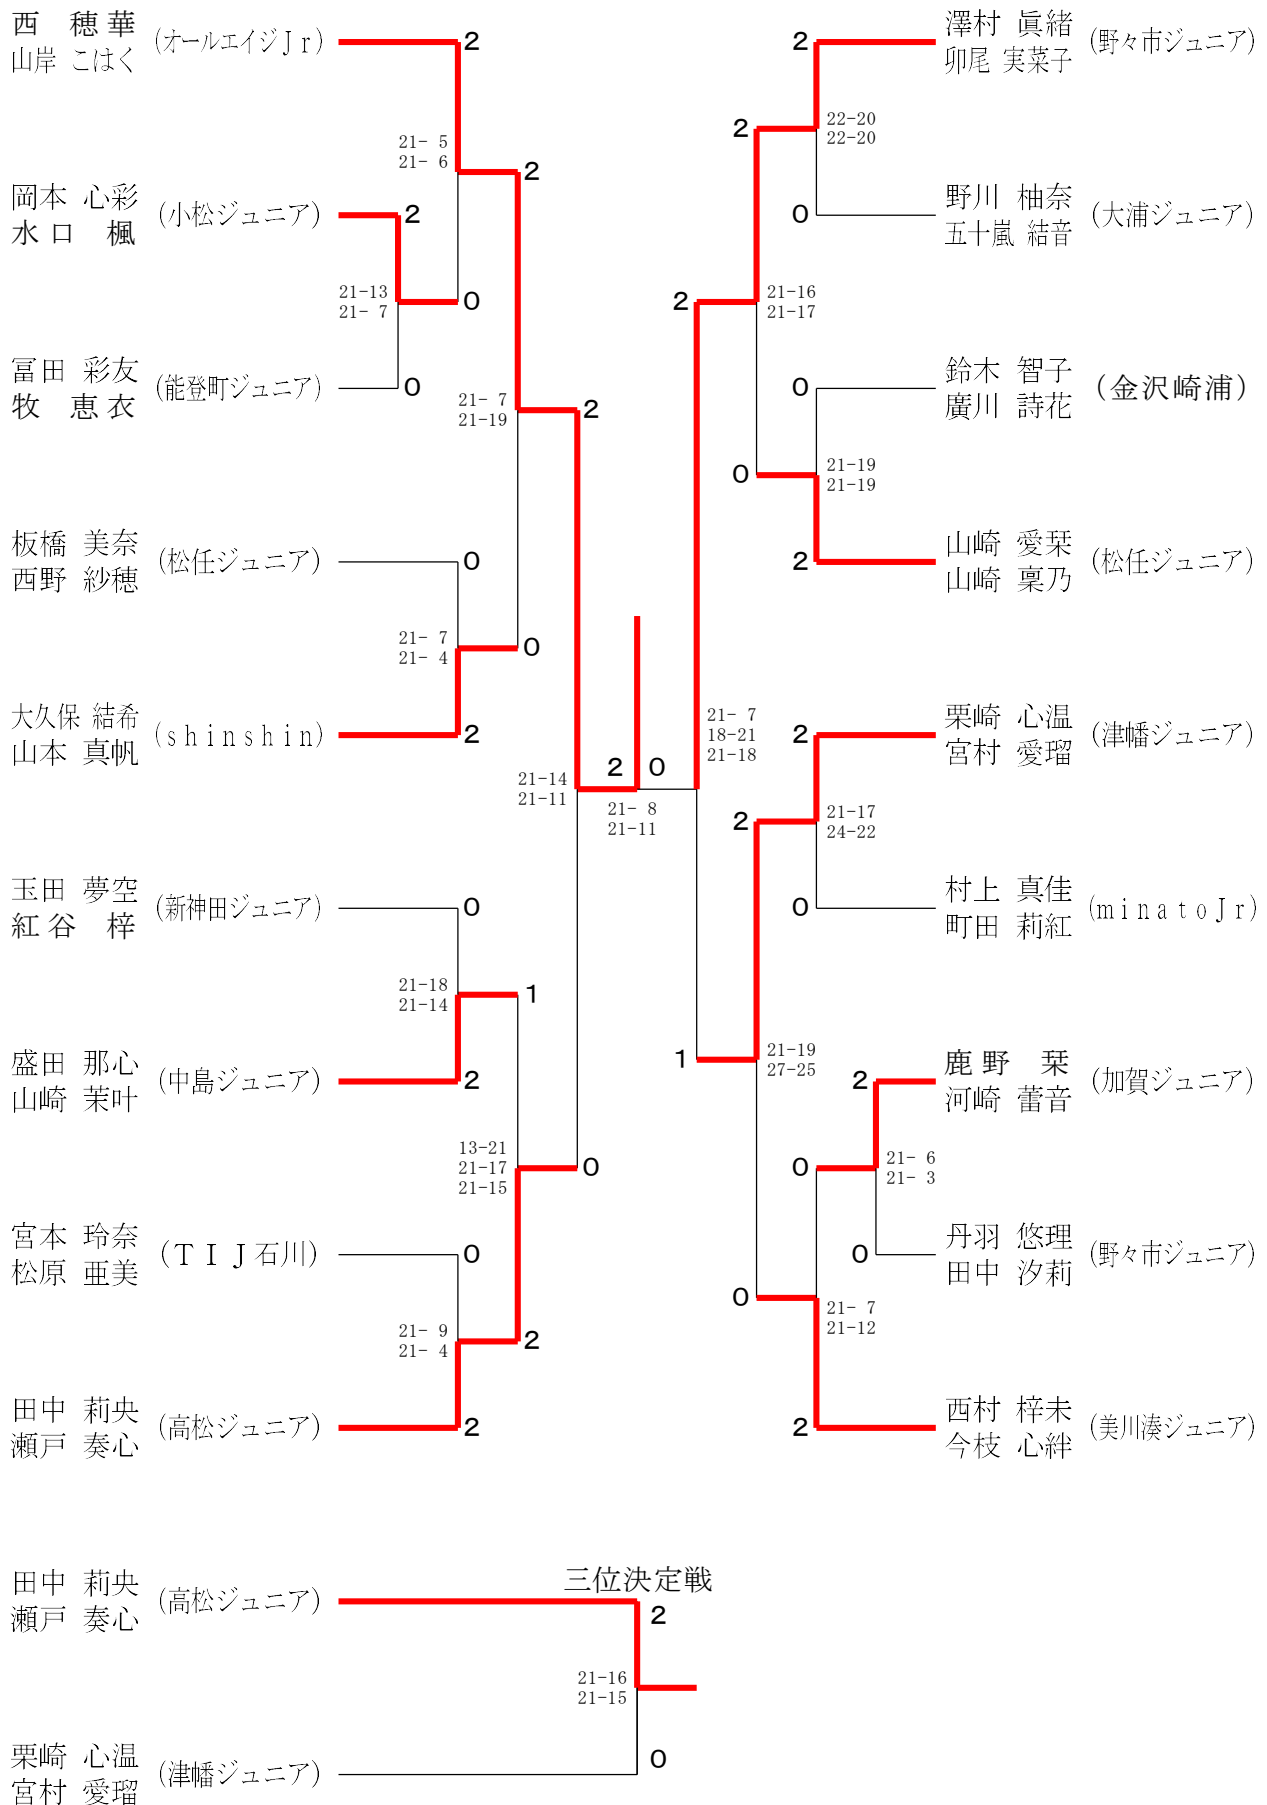 西 穂華
山岸 こはく
(オールエイジJr)
2
21- 5
21- 6
2
岡本 心彩
水口 楓
(小松ジュニア)
2
21-13
21- 7
0
冨田 彩友
牧 恵衣
(能登町ジュニア)
0
21- 7
21-19
2
板橋 美奈
西野 紗穂
(松任ジュニア)
0
21- 7
21- 4
0
大久保 結希
山本 真帆
(shinshin)
2
21-14
21-11
玉田 夢空
紅谷 梓
(新神田ジュニア)
0
21-18
21-14
1
盛田 那心
山崎 茉叶
(中島ジュニア)
2
13-21
21-17
21-15
0
宮本 玲奈
松原 亜美
(TIJ石川)
0
21- 9
21- 4
2
田中 莉央
瀬戸 奏心
(高松ジュニア)
2
2 0
21- 8
21-11
澤村 眞緒
卯尾 実菜子
(野々市ジュニア)
2
22-20
22-20
2
野川 柚奈
五十嵐 結音
(大浦ジュニア)
0
21-16
21-17
2
鈴木 智子
廣川 詩花
(金沢崎浦)
0
21-19
21-19
0
山崎 愛栞
山崎 稟乃
(松任ジュニア)
2
21- 7
18-21
21-18
栗崎 心温
宮村 愛瑠
(津幡ジュニア)
2
21-17
24-22
2
村上 真佳
町田 莉紅
(minatoJr)
0
21-19
27-25
1
鹿野 栞
河崎 蕾音
(加賀ジュニア)
2
21- 6
21- 3
0
丹羽 悠理
田中 汐莉
(野々市ジュニア)
0
21- 7
21-12
0
西村 梓未
今枝 心絆
(美川湊ジュニア)
2
三位決定戦
田中 莉央
瀬戸 奏心
(高松ジュニア)
2
21-16
21-15
栗崎 心温
宮村 愛瑠
(津幡ジュニア)
0